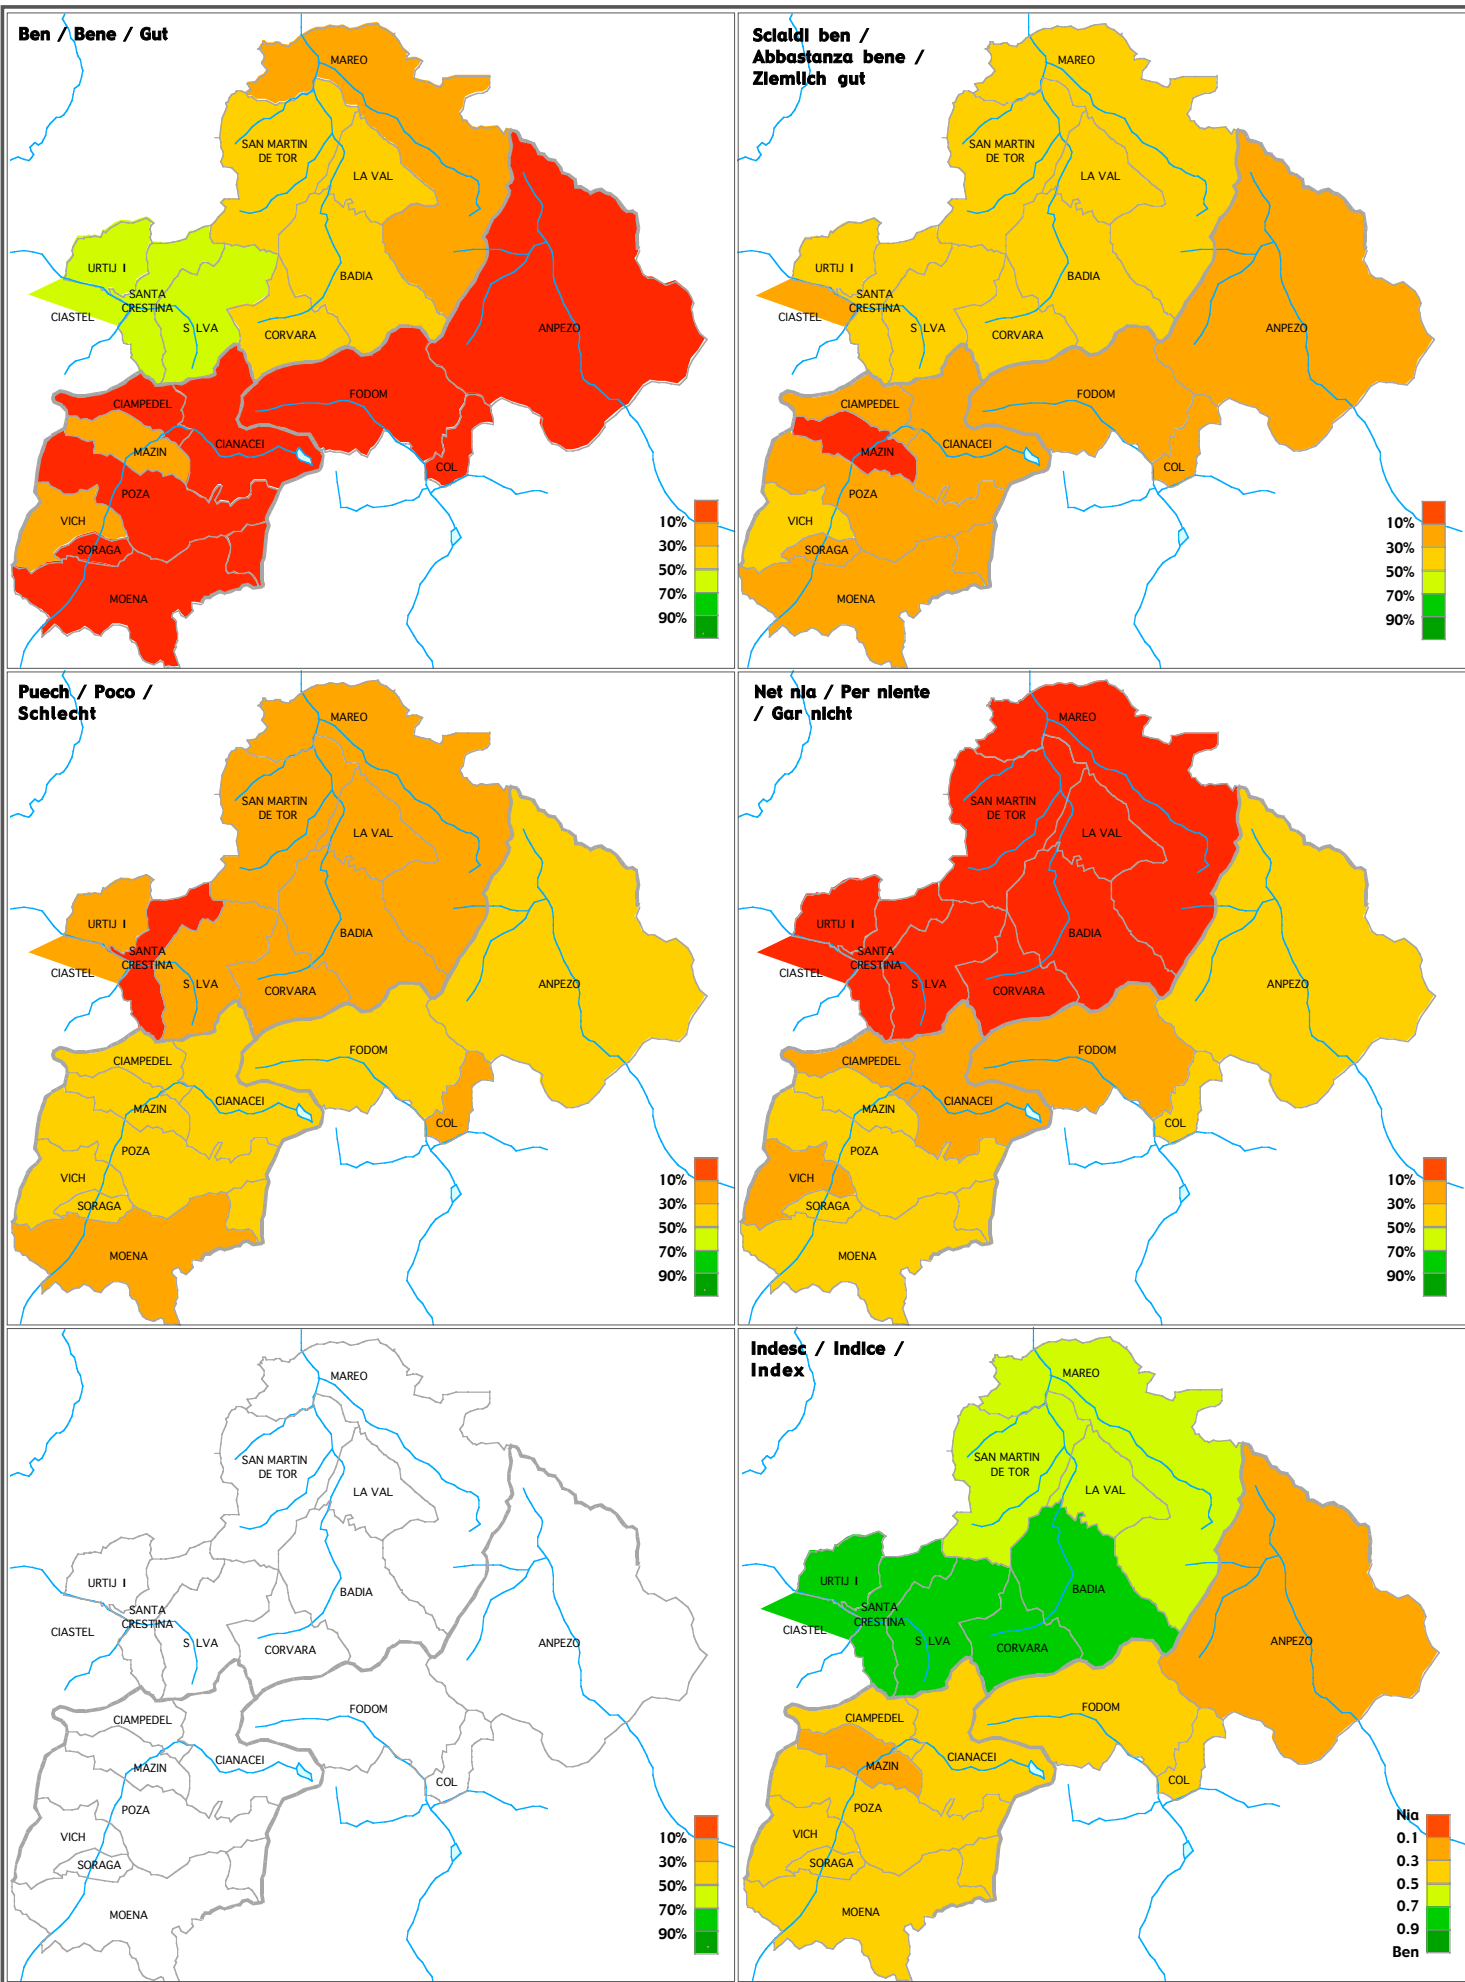 Ben / Bene / Gut
MAREO
SAN MARTIN
DE TOR
LA VAL
URTIJ I
SANTA
CRESTINA
CIASTEL
S LVA
BADIA
CORVARA
ANPEZO
FODOM
CIAMPEDEL
CIANACEI
MAZIN
COL
POZA
VICH
SORAGA
MOENA
10%
30%
50%
70%
90%
Scialdi ben /
Abbastanza bene /
Ziemlich gut
MAREO
SAN MARTIN
DE TOR
LA VAL
URTIJ I
SANTA
CRESTINA
CIASTEL
S LVA
BADIA
CORVARA
ANPEZO
FODOM
CIAMPEDEL
CIANACEI
MAZIN
COL
POZA
VICH
SORAGA
MOENA
10%
30%
50%
70%
90%
Puech / Poco /
Schlecht
MAREO
SAN MARTIN
DE TOR
LA VAL
URTIJ I
SANTA
CRESTINA
CIASTEL
S LVA
BADIA
CORVARA
ANPEZO
FODOM
CIAMPEDEL
CIANACEI
MAZIN
COL
POZA
VICH
SORAGA
MOENA
10%
30%
50%
70%
90%
Net nia / Per niente
/ Gar nicht
MAREO
SAN MARTIN
DE TOR
LA VAL
URTIJ I
SANTA
CRESTINA
CIASTEL
S LVA
BADIA
CORVARA
ANPEZO
FODOM
CIAMPEDEL
CIANACEI
MAZIN
COL
POZA
VICH
SORAGA
MOENA
10%
30%
50%
70%
90%
MAREO
SAN MARTIN
DE TOR
LA VAL
URTIJ I
SANTA
CRESTINA
CIASTEL
S LVA
BADIA
CORVARA
ANPEZO
FODOM
CIAMPEDEL
CIANACEI
MAZIN
COL
POZA
VICH
SORAGA
MOENA
10%
30%
50%
70%
90%
Indesc / Indice /
Index
MAREO
SAN MARTIN
DE TOR
LA VAL
URTIJ I
SANTA
CRESTINA
CIASTEL
S LVA
BADIA
CORVARA
ANPEZO
FODOM
CIAMPEDEL
CIANACEI
MAZIN
COL
POZA
VICH
SORAGA
MOENA
Nia
0.1
0.3
0.5
0.7
0.9
Ben